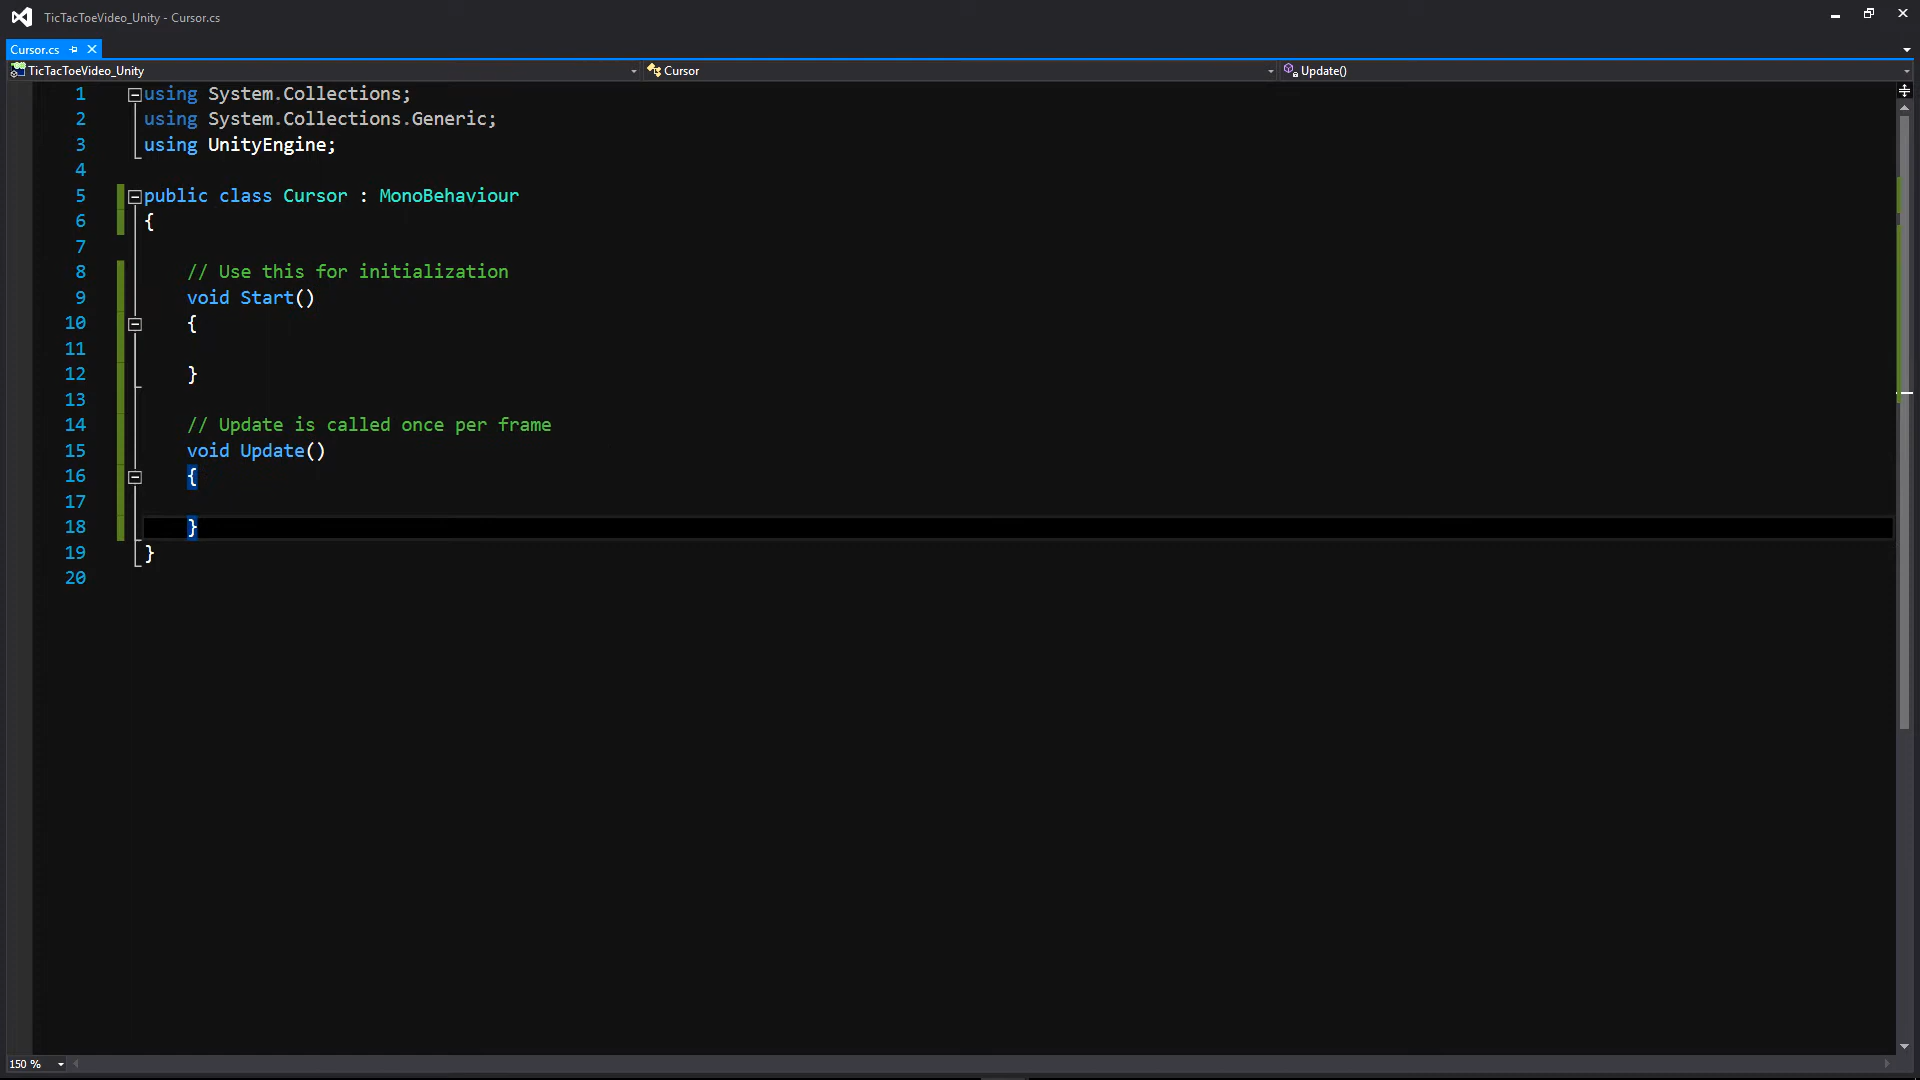 TicTacToeVideo_Unity - Cursor.cs
Cursor.cs
TicTacToeVideo_Unity Cursor Update()
1 using System.Collections;
2 using System.Collections.Generic;
3 using UnityEngine;
4
5 public class Cursor : MonoBehaviour
6 {
7
8 // Use this for initialization
9 void Start()
10 {
11
12 }
13
14 // Update is called once per frame
15 void Update()
16 {
17
18 }
19 }
20
150 %